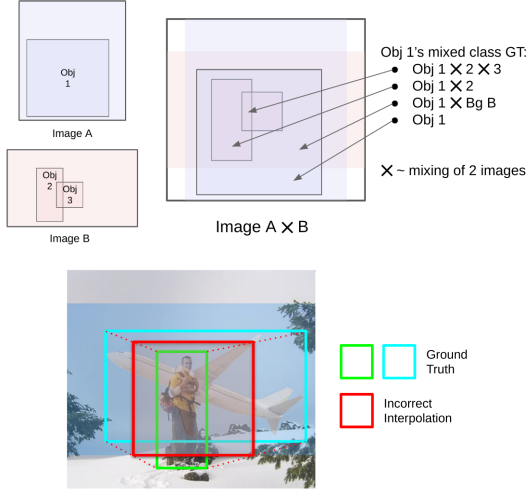 Obj
1
Image A
Obj
2
Obj
3
Image B
Obj 1's mixed class GT:
Obj 1 ✕ 2 ✕ 3
Obj 1 ✕ 2
Obj 1 ✕ Bg B
Obj 1
✕ ~ mixing of 2 images
Image A ✕ B
Ground
Truth
Incorrect
Interpolation